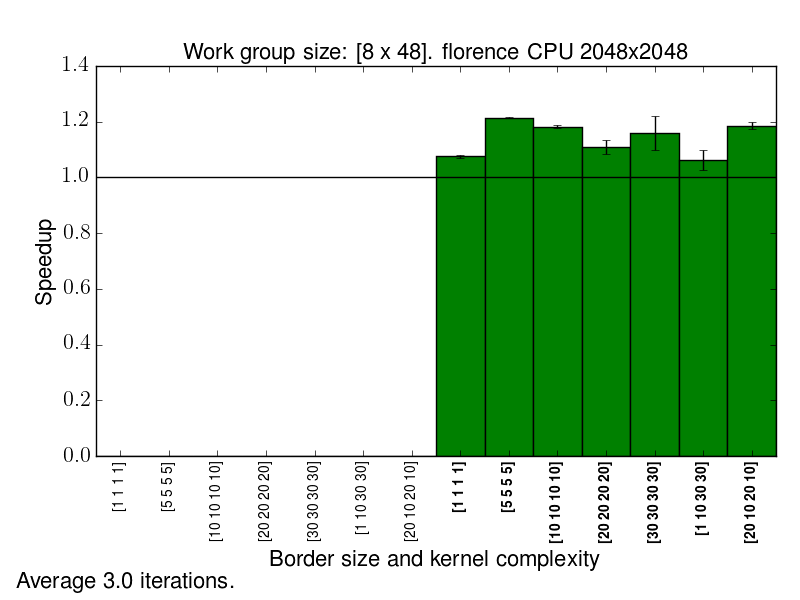 Work group size: [8 x 48]. florence CPU 2048x2048
1.4
1.2
1.0
0.8
0.6
0.4
0.2
0.0
Speedup
[1 1 1 1]
[5 5 5 5]
[10 10 10 10]
[20 20 20 20]
[30 30 30 30]
[1 10 30 30]
[20 10 20 10]
[1 1 1 1]
[5 5 5 5]
[10 10 10 10]
[20 20 20 20]
[30 30 30 30]
[1 10 30 30]
[20 10 20 10]
Border size and kernel complexity
Average 3.0 iterations.